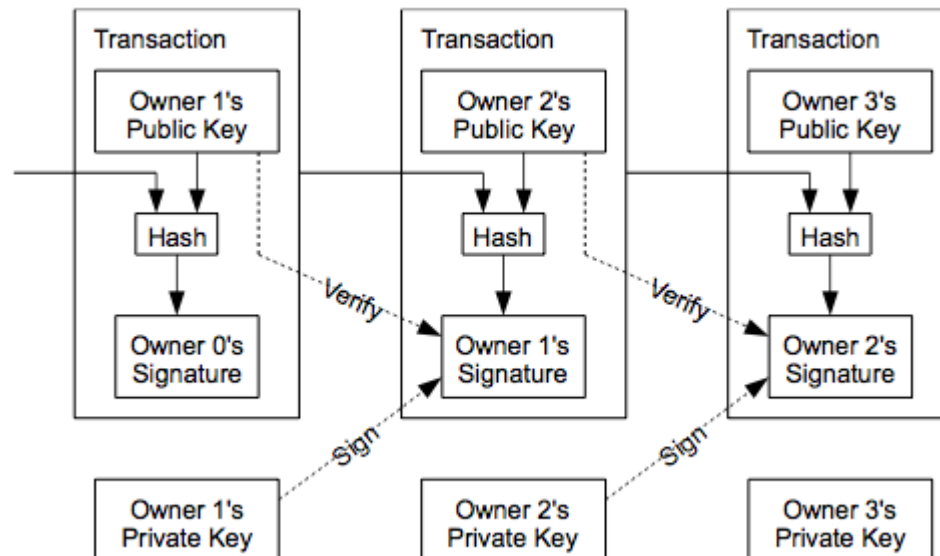 Transaction
Transaction
Transaction
Owner 1's
Public Key
Owner 2's
Public Key
Owner 3's
Public Key
Hash
Hash
Hash
Verify
Verify
Owner 0's
Signature
Owner 1's
Signature
Owner 2's
Signature
Sign
Sign
Owner 1's
Private Key
Owner 2's
Private Key
Owner 3's
Private Key